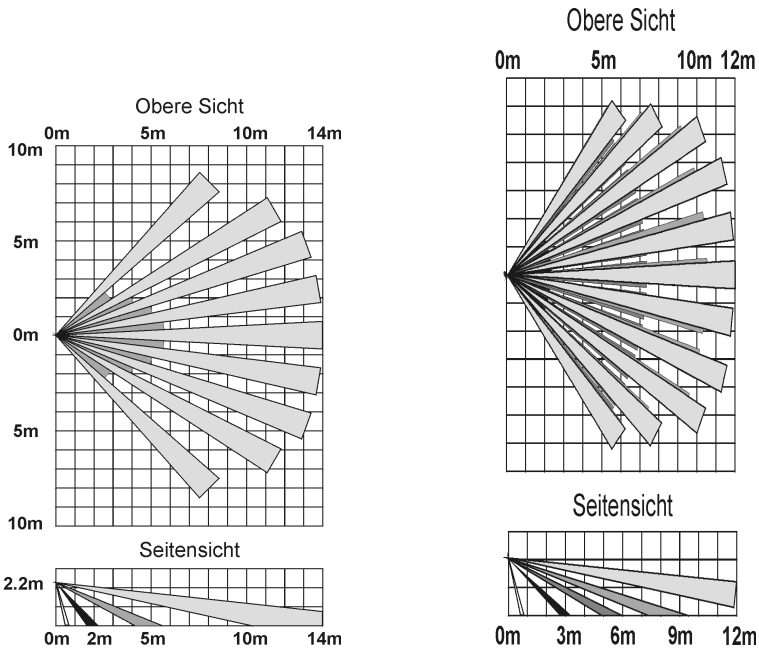 Obere Sicht
0m 5m 10m 14m
10m
5m
0m
5m
10m
Seitensicht
2.2m
0m 2m 5m 10m 14m
Obere Sicht
0m 5m 10m 12m
Seitensicht
0m 3m 6m 9m 12m